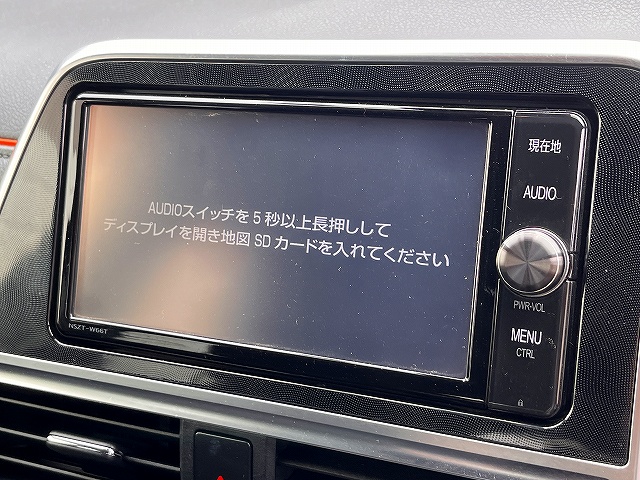 AUDIOスイッチを5秒以上長押しして
ディスプレイを開き地図SDカードを入れてください
NSZT-W66T
現在地
AUDIO
PWR-VOL
MENU
CTRL